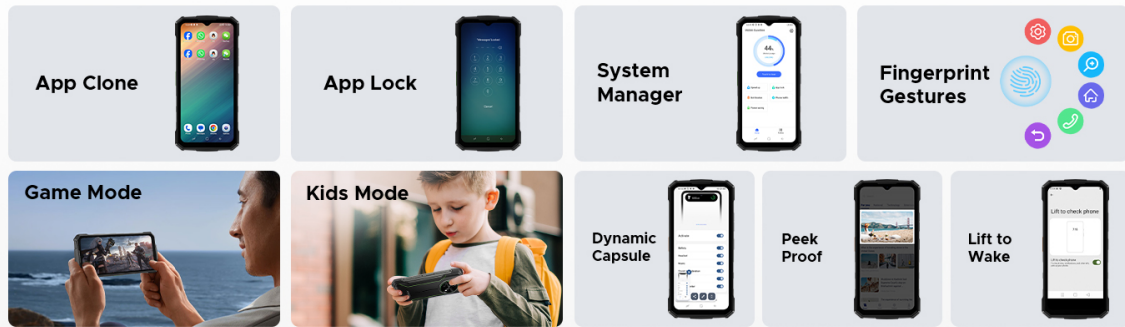 App Clone
App Lock
System
Manager
44
Fingerprint
Gestures
Game Mode
Kids Mode
Dynamic
Capsule
Peek
Proof
Lift to check phone
Lift to
Wake